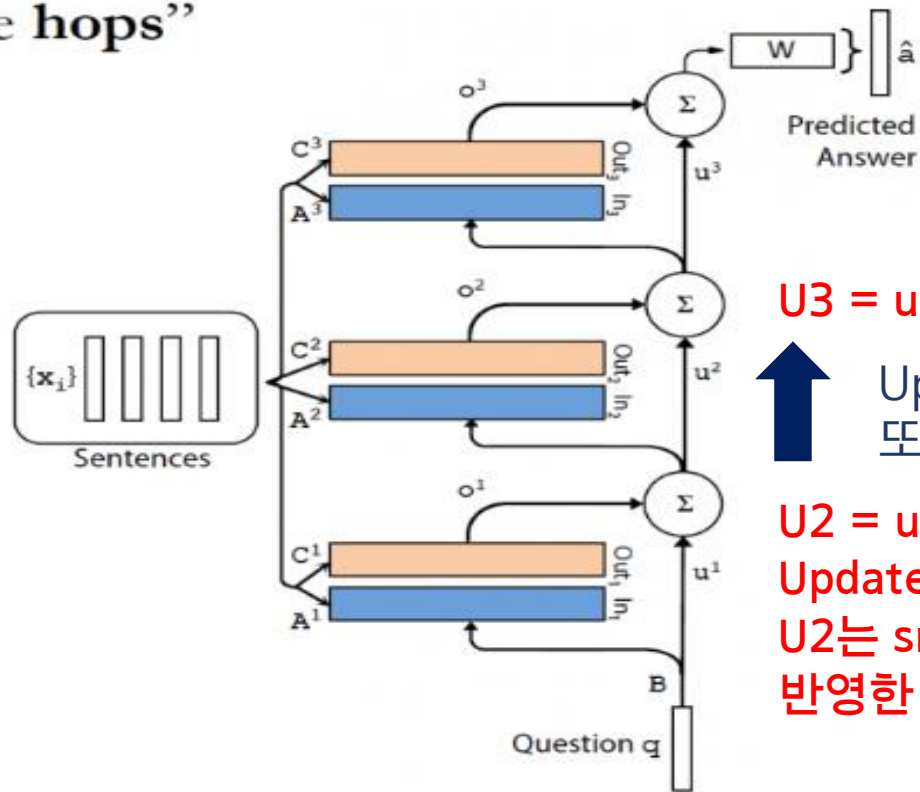 e hops”
W
â
Σ
Predicted
Answer
o³
C³
Out₃
A³
In₃
u³
Σ
U3 = u
o²
C²
Out₂
u²
{xᵢ}
A²
In₂
Up
또
Sentences
Σ
o¹
U2 = u
C¹
Out₁
u¹
Update
A¹
In₁
U2는 sr
B
반영한
Question q